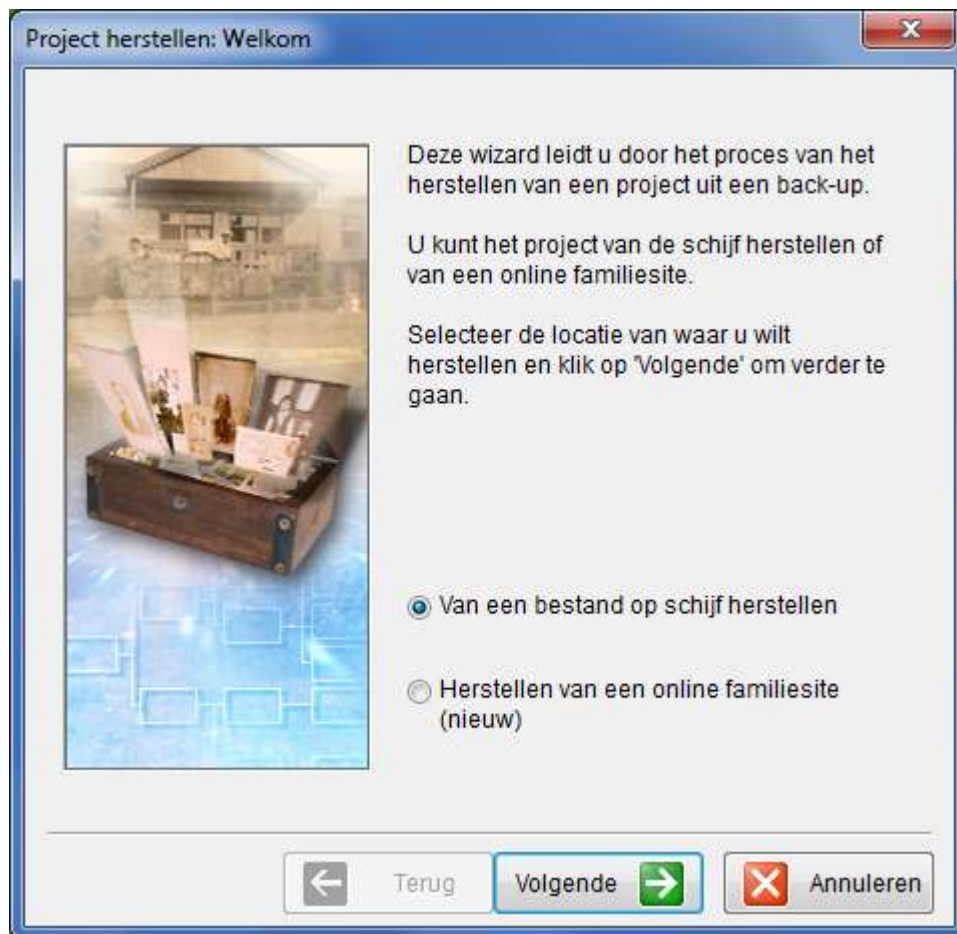 Project herstellen: Welkom
Deze wizard leidt u door het proces van het
herstellen van een project uit een back-up.
U kunt het project van de schijf herstellen of
van een online familiesite.
Selecteer de locatie van waar u wilt
herstellen en klik op 'Volgende' om verder te
gaan.
Van een bestand op schijf herstellen
Herstellen van een online familiesite
(nieuw)
Terug
Volgende
Annuleren